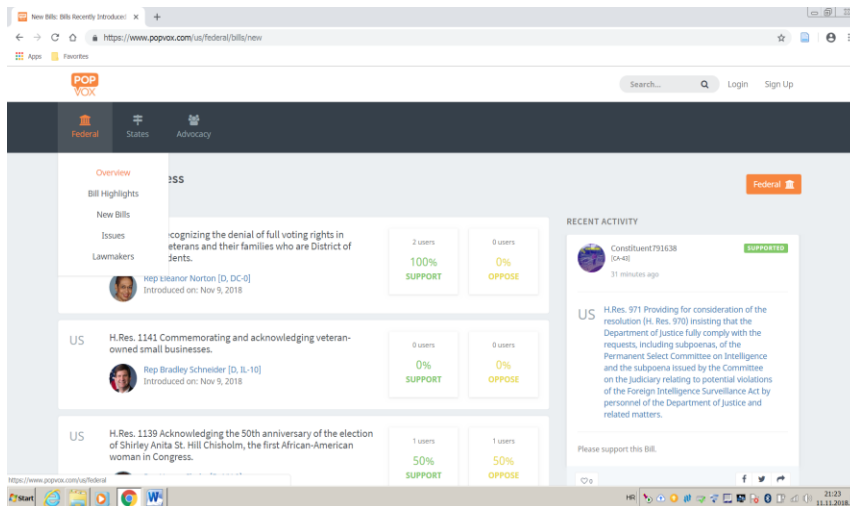 New Bills: Bills Recently Introduced
https://www.popvox.com/us/federal/bills/new
Apps
Favorites
POP
VOX
Search...
Login
Sign Up
Federal
States
Advocacy
Overview
Bill Highlights
New Bills
Issues
Lawmakers
ess
Federal
ecognizing the denial of full voting rights in
eterans and their families who are District of
dents.
Rep Eleanor Norton [D, DC-0]
Introduced on: Nov 9, 2018
2 users
100%
SUPPORT
0 users
0%
OPPOSE
US
H.Res. 1141 Commemorating and acknowledging veteran-
owned small businesses.
Rep Bradley Schneider [D, IL-10]
Introduced on: Nov 9, 2018
0 users
0%
SUPPORT
0 users
0%
OPPOSE
US
H.Res. 1139 Acknowledging the 50th anniversary of the election
of Shirley Anita St. Hill Chisholm, the first African-American
woman in Congress.
1 users
50%
SUPPORT
1 users
50%
OPPOSE
RECENT ACTIVITY
Constituent791638
[CA-43]
31 minutes ago
SUPPORTED
US
H.Res. 971 Providing for consideration of the
resolution (H. Res. 970) insisting that the
Department of Justice fully comply with the
requests, including subpoenas, of the
Permanent Select Committee on Intelligence
and the subpoena issued by the Committee
on the Judiciary relating to potential violations
of the Foreign Intelligence Surveillance Act by
personnel of the Department of Justice and
related matters.
Please support this Bill.
0
https://www.popvox.com/us/federal
Start
HR
21:23
11.11.2018.